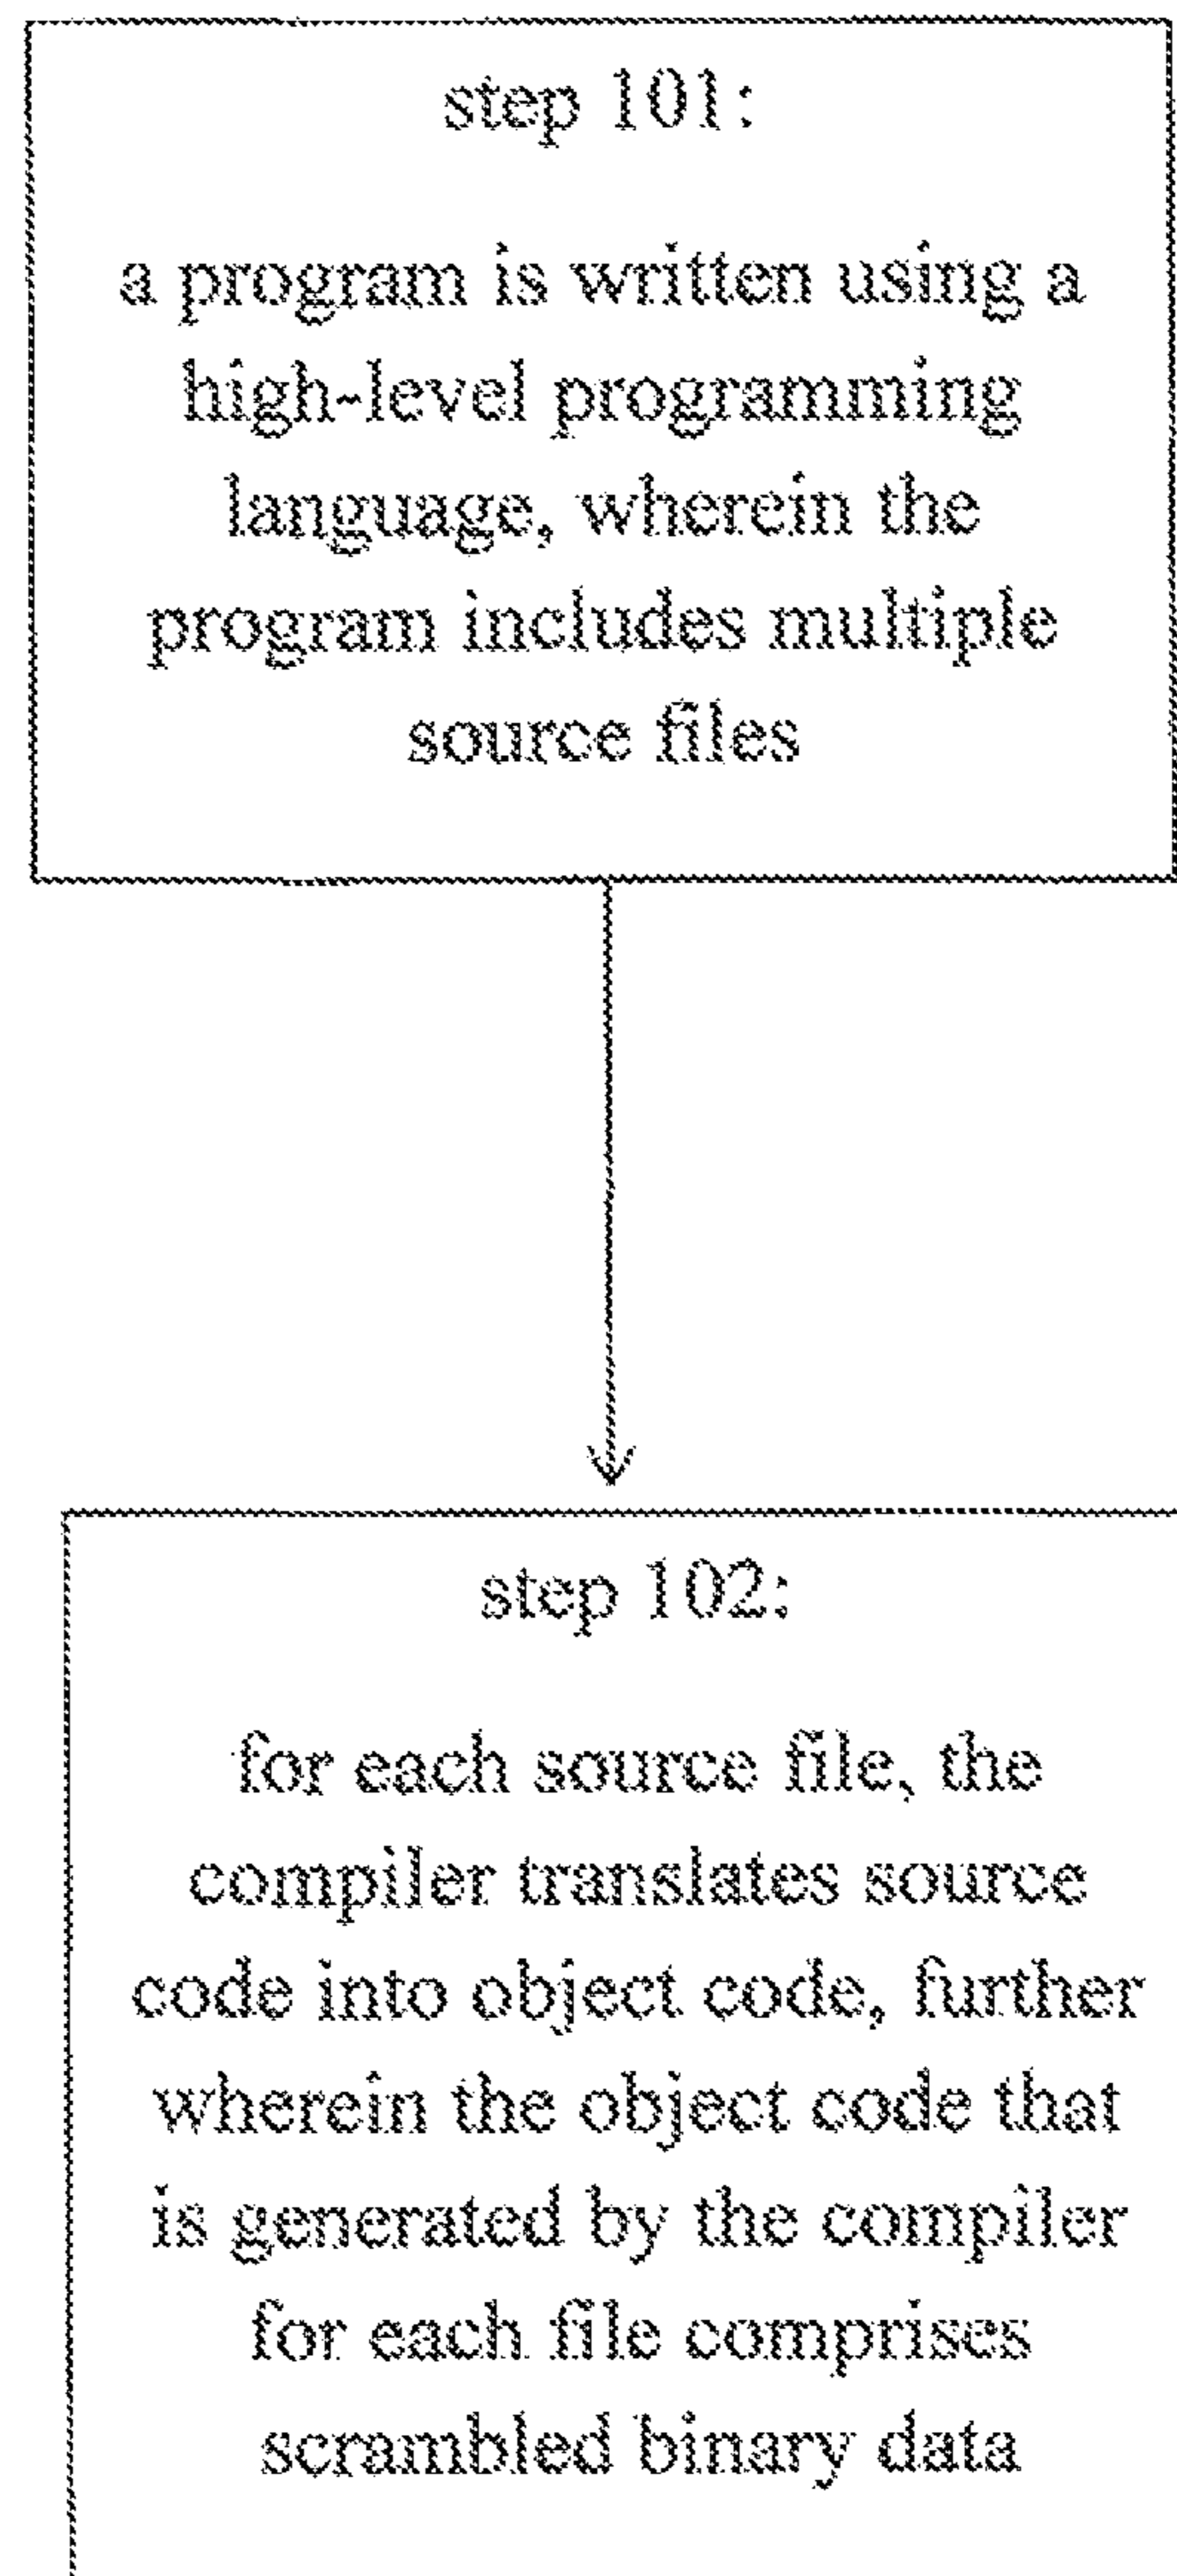 step 101:
a program is written using a
high-level programming
language, wherein the
program includes multiple
source files
step 102:
for each source file, the
compiler translates source
code into object code, further
wherein the object code that
is generated by the compiler
for each file comprises
scrambled binary data